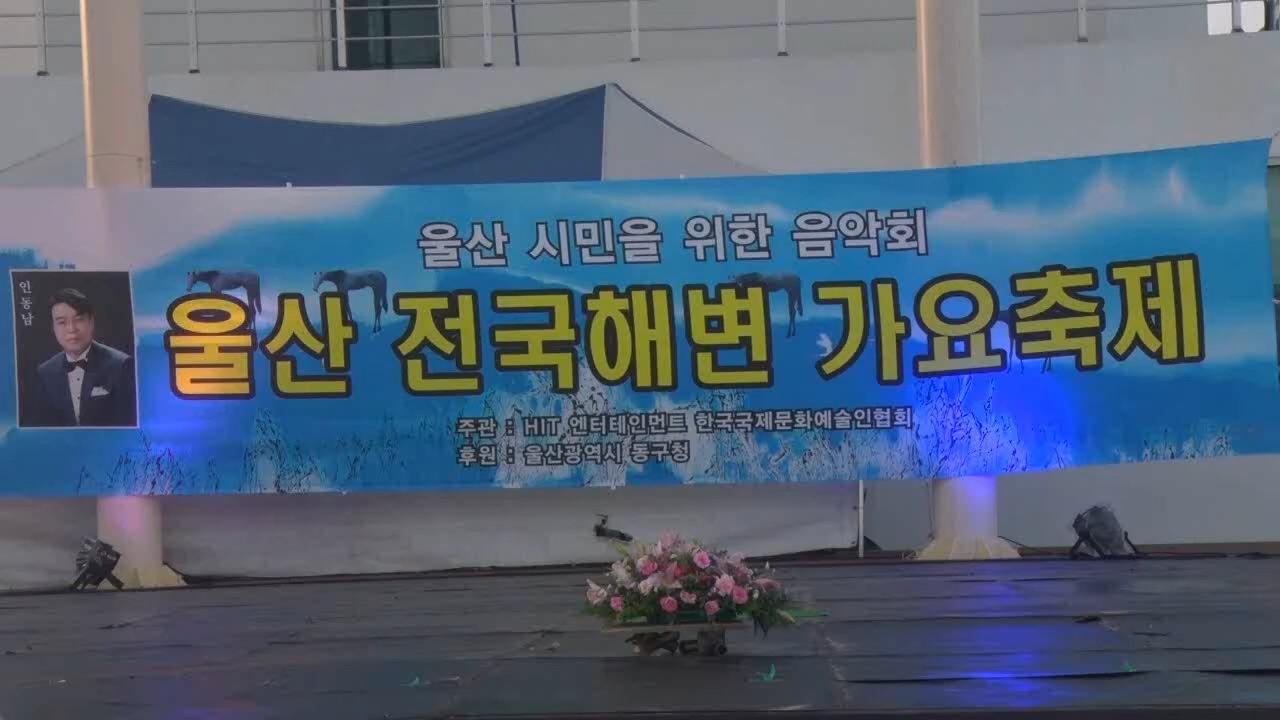 울산 시민을 위한 음악회
인동남
울산 전국해변 가요축제
주관 : HIT 엔터테인먼트 한국국제문화예술인협회
후원 : 울산광역시 동구청